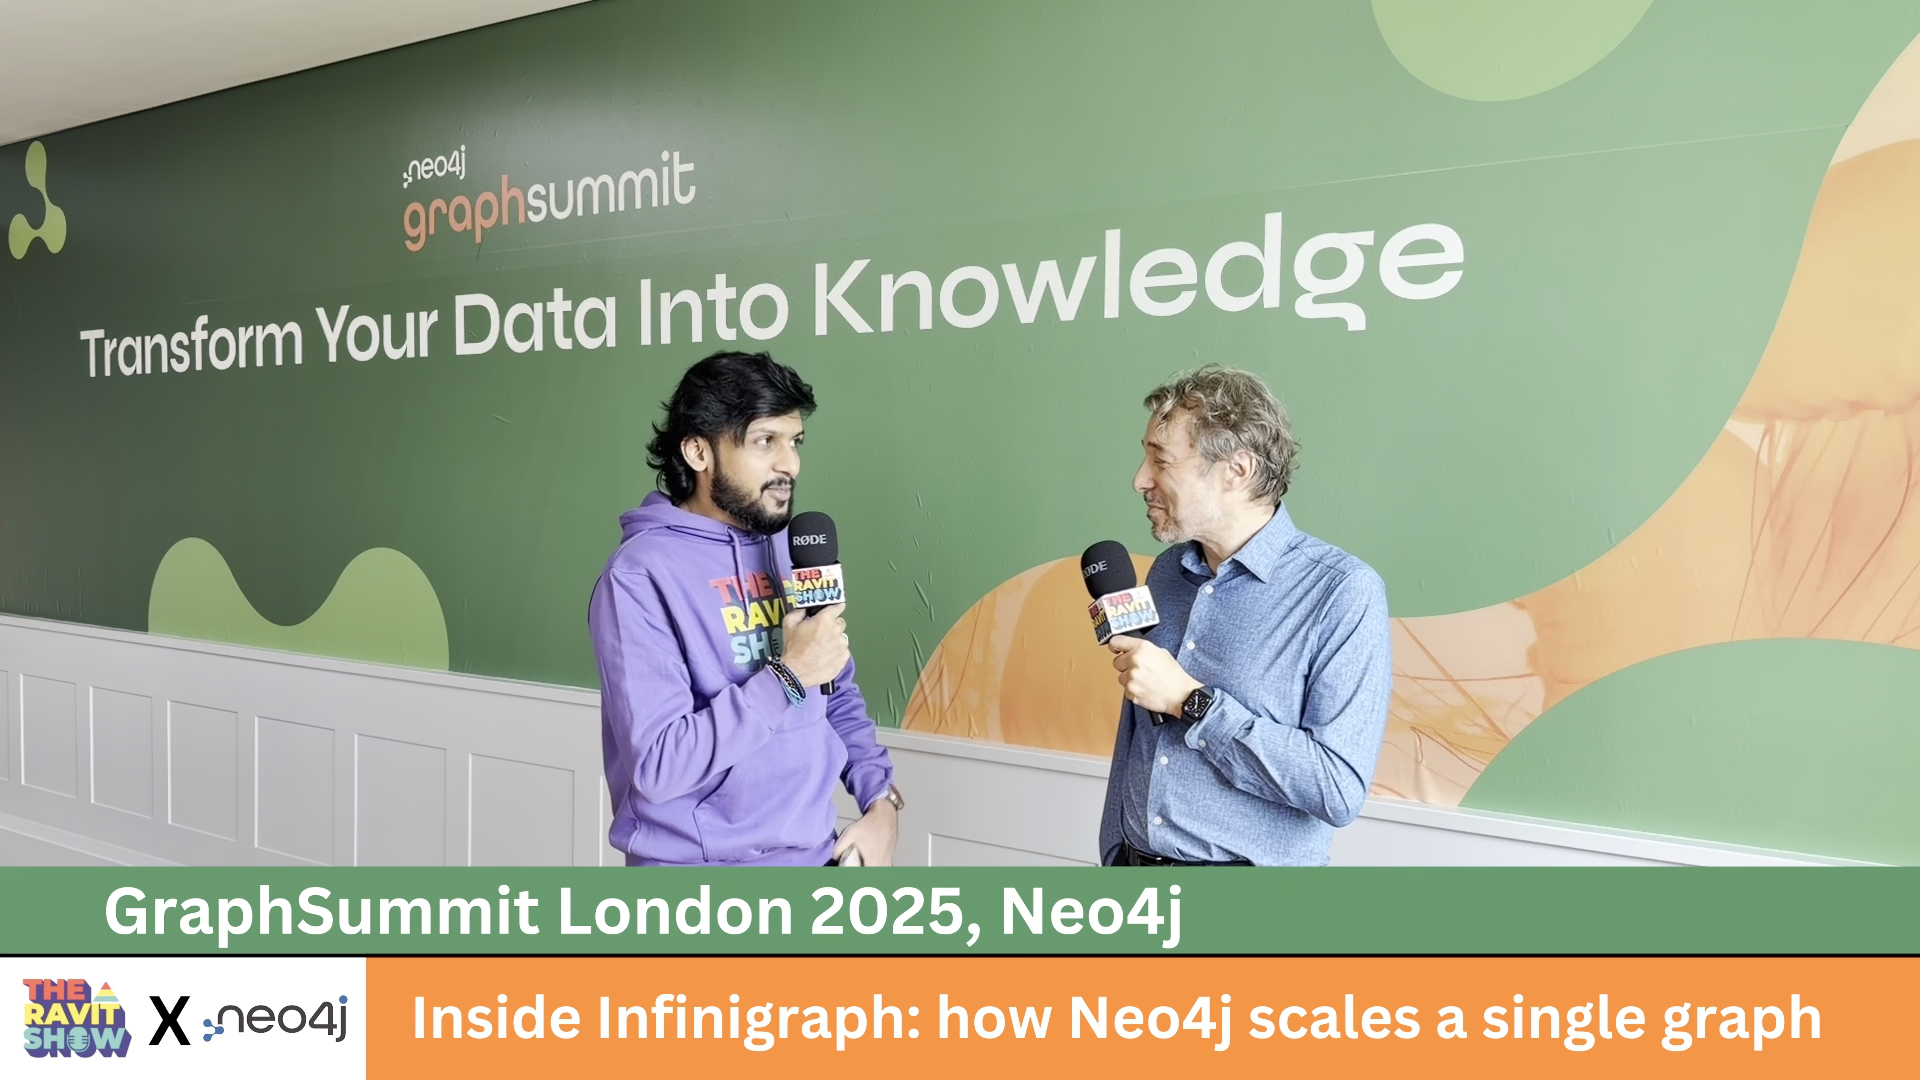 neo4j
graphsummit
Transform Your Data Into Knowledge
RØDE
THE
RAVIT
SHOW
THE
RAVIT
SHOW
RØDE
THE
RAVIT
SHOW
GraphSummit London 2025, Neo4j
THE
RAVIT
SHOW
X neo4j
Inside Infinigraph: how Neo4j scales a single graph